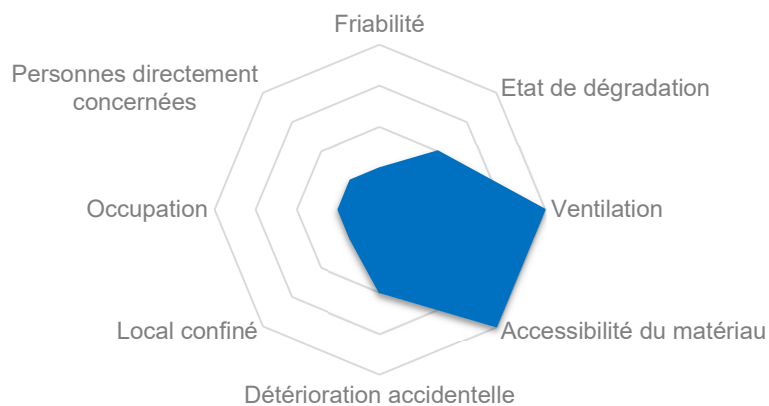 Friabilité
Personnes directement
concernées
Etat de dégradation
Occupation
Ventilation
Local confiné
Accessibilité du matériau
Détérioration accidentelle